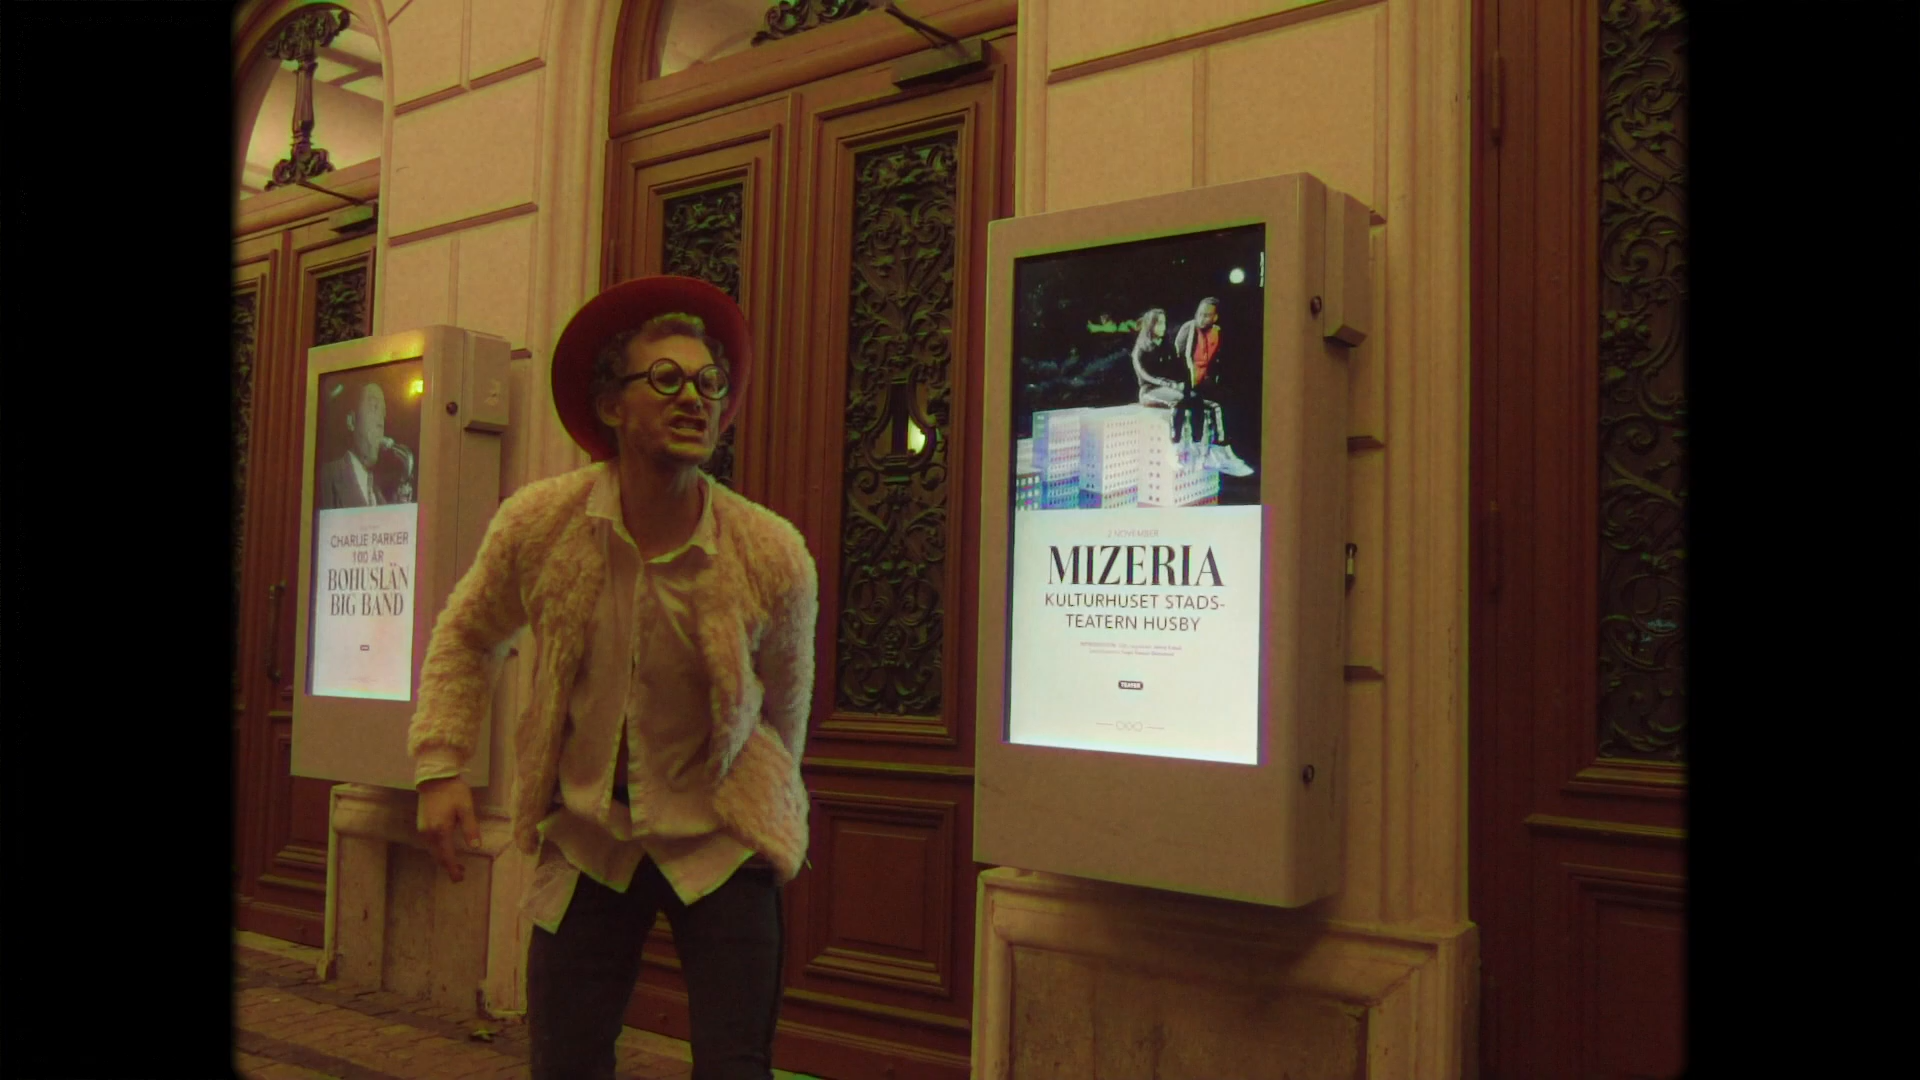 CHARLIE PARKER
100 ÅR
BOHUSLÄN
BIG BAND
2 NOVEMBER
MIZERIA
KULTURHUSET STADS-
TEATERN HUSBY
TEATER